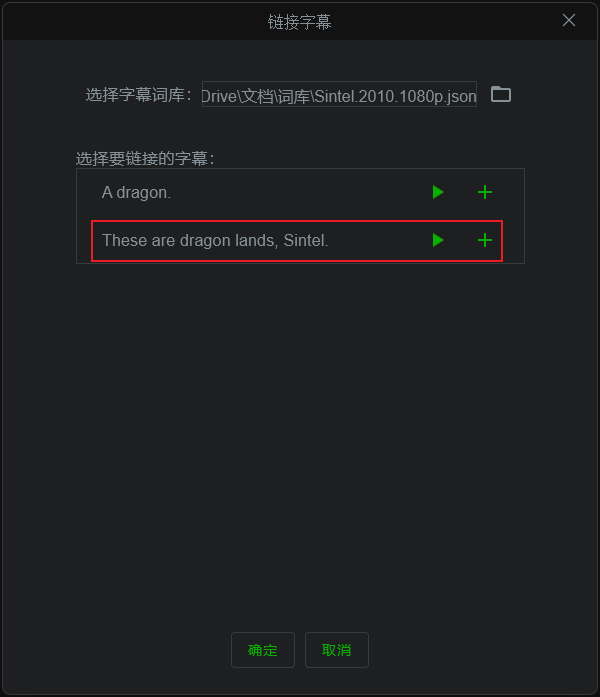 链接字幕
选择字幕词库：Drive\文档\词库\Sintel.2010.1080p.json
选择要链接的字幕：
A dragon.
These are dragon lands, Sintel.
确定 取消